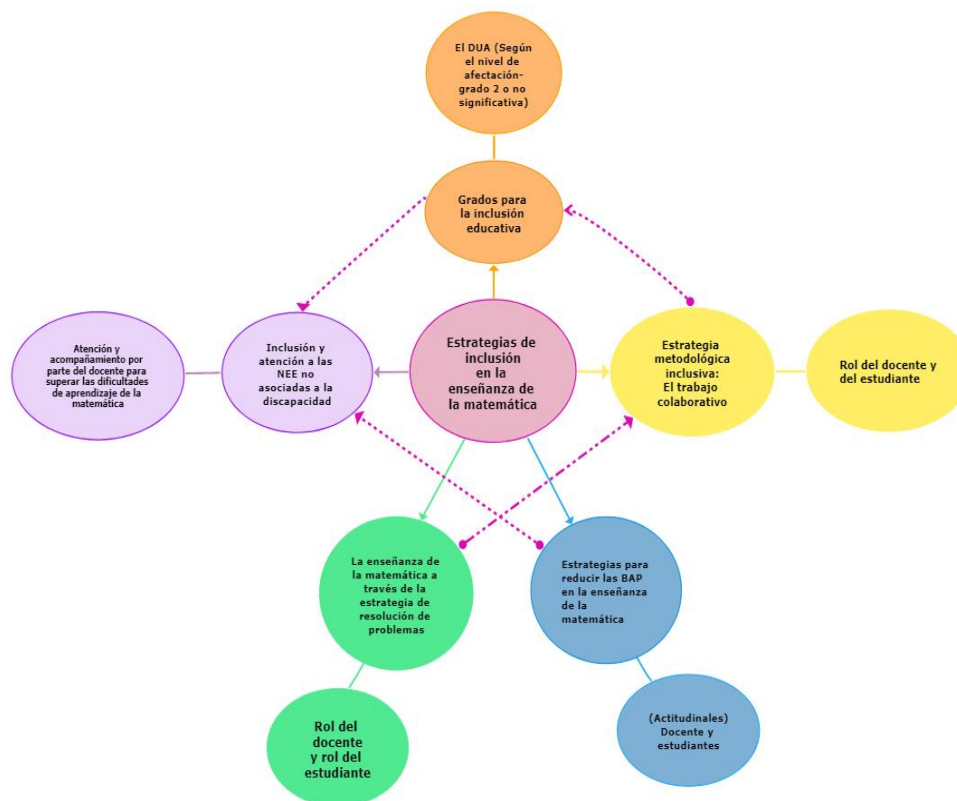 El DUA (Según
el nivel de
afectación-
grado 2 o no
significativa)
Grados para
la inclusión
educativa
Atención y
acompañamiento por
parte del docente para
superar las dificultades
de aprendizaje de la
matemática
Inclusión y
atención a las
NEE no
asociadas a la
discapacidad
Estrategias de
inclusión
en la
enseñanza de
la matemática
Estrategia
metodológica
inclusiva:
El trabajo
colaborativo
Rol del docente y
del estudiante
La enseñanza de
la matemática a
través de la
estrategia de
resolución de
problemas
Estrategias para
reducir las BAP
en la enseñanza
de la
matemática
Rol del
docente
y rol del
estudiante
(Actitudinales)
Docente y
estudiantes